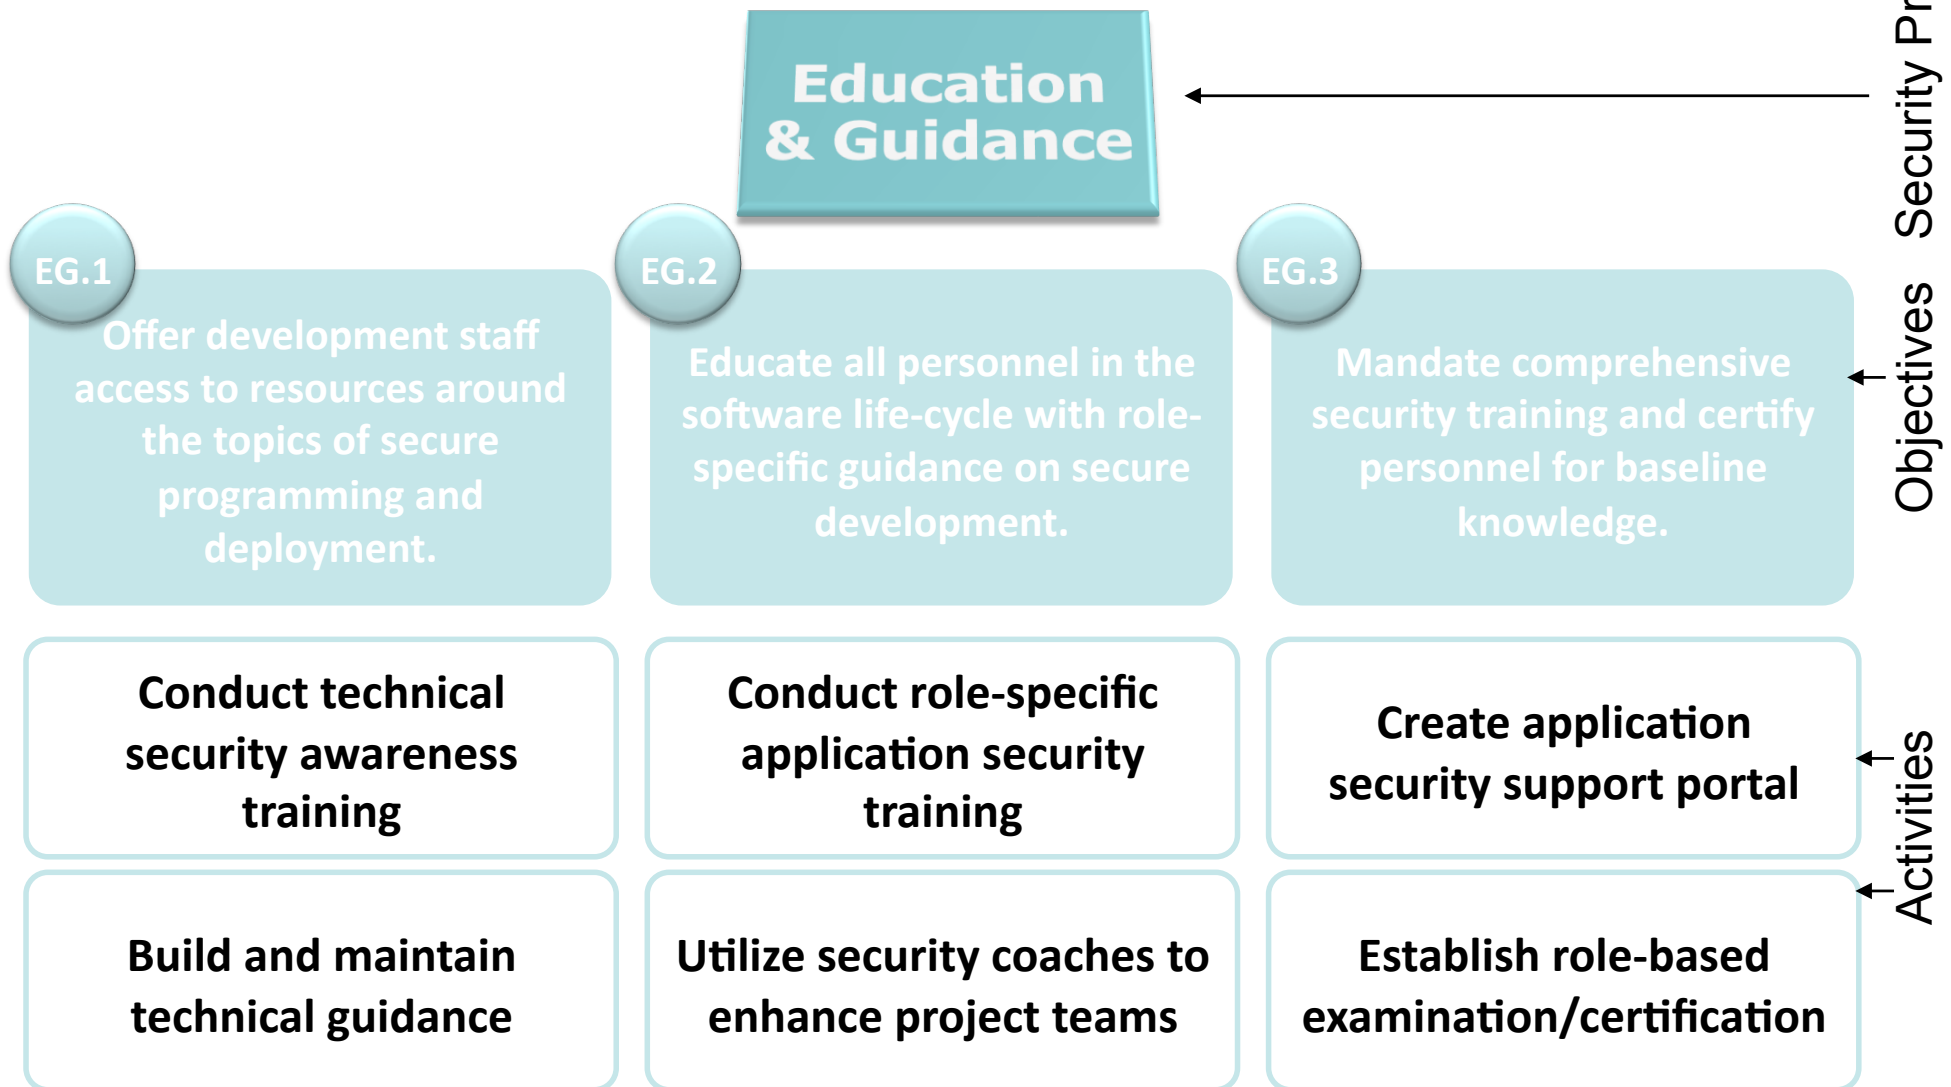 Education
& Guidance
Security Pr
EG.1
Offer development staff
access to resources around
the topics of secure
programming and
deployment.
EG.2
Educate all personnel in the
software life-cycle with role-
specific guidance on secure
development.
EG.3
Mandate comprehensive
security training and certify
personnel for baseline
knowledge.
Objectives
Conduct technical
security awareness
training
Conduct role-specific
application security
training
Create application
security support portal
Activities
Build and maintain
technical guidance
Utilize security coaches to
enhance project teams
Establish role-based
examination/certification